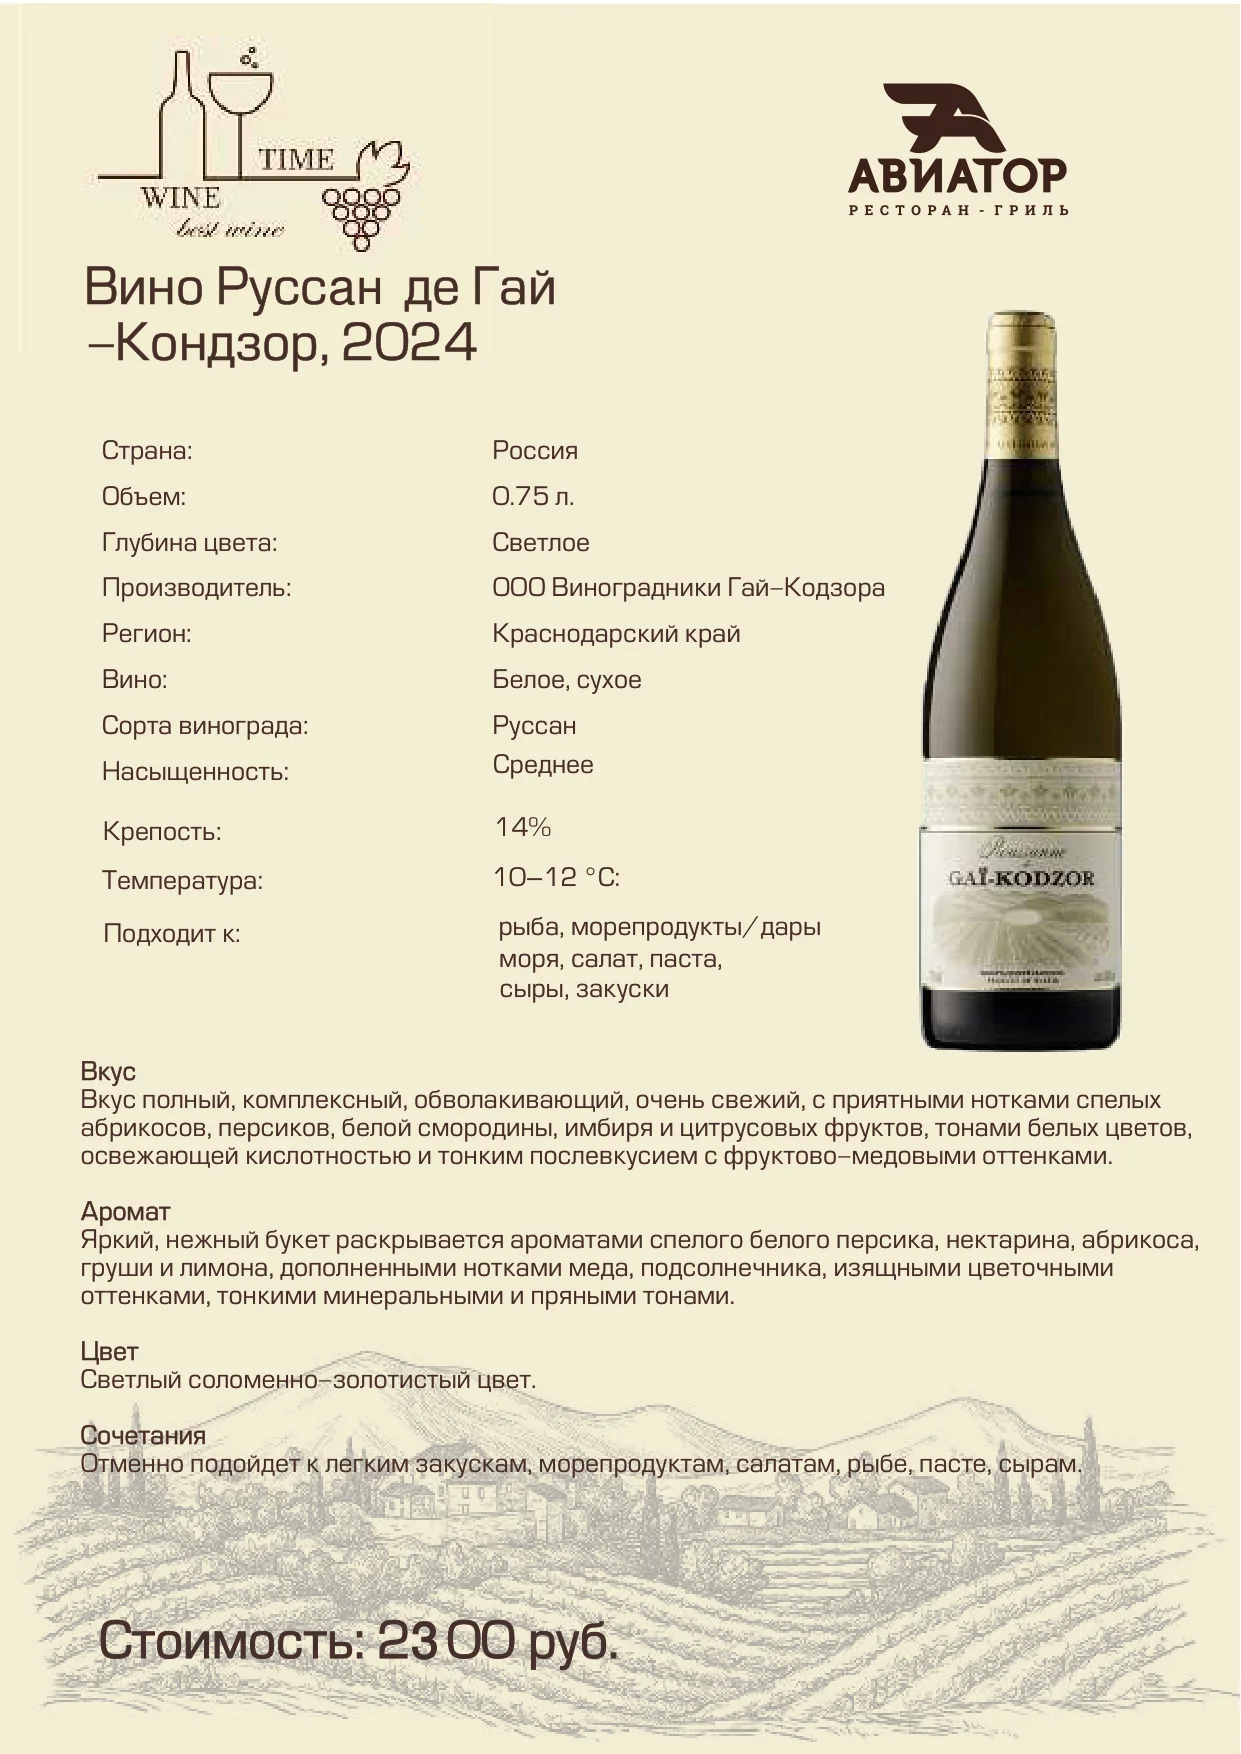 TIME
WINE
best wine
АВИАТОР
РЕСТОРАН - ГРИЛЬ
Вино Руссан де Гай
–Кондзор, 2024
Страна: Россия
Объем: 0.75 л.
Глубина цвета: Светлое
Производитель: ООО Виноградники Гай–Кодзора
Регион: Краснодарский край
Вино: Белое, сухое
Сорта винограда: Руссан
Насыщенность: Среднее
Крепость: 14%
Температура: 10–12 °C:
Подходит к: рыба, морепродукты/дары
моря, салат, паста,
сыры, закуски
Roussanne
GAÏ-KODZOR
Вкус
Вкус полный, комплексный, обволакивающий, очень свежий, с приятными нотками спелых
абрикосов, персиков, белой смородины, имбиря и цитрусовых фруктов, тонами белых цветов,
освежающей кислотностью и тонким послевкусием с фруктово–медовыми оттенками.
Аромат
Яркий, нежный букет раскрывается ароматами спелого белого персика, нектарина, абрикоса,
груши и лимона, дополненными нотками меда, подсолнечника, изящными цветочными
оттенками, тонкими минеральными и пряными тонами.
Цвет
Светлый соломенно–золотистый цвет.
Сочетания
Отменно подойдет к легким закускам, морепродуктам, салатам, рыбе, пасте, сырам.
Стоимость: 2300 руб.